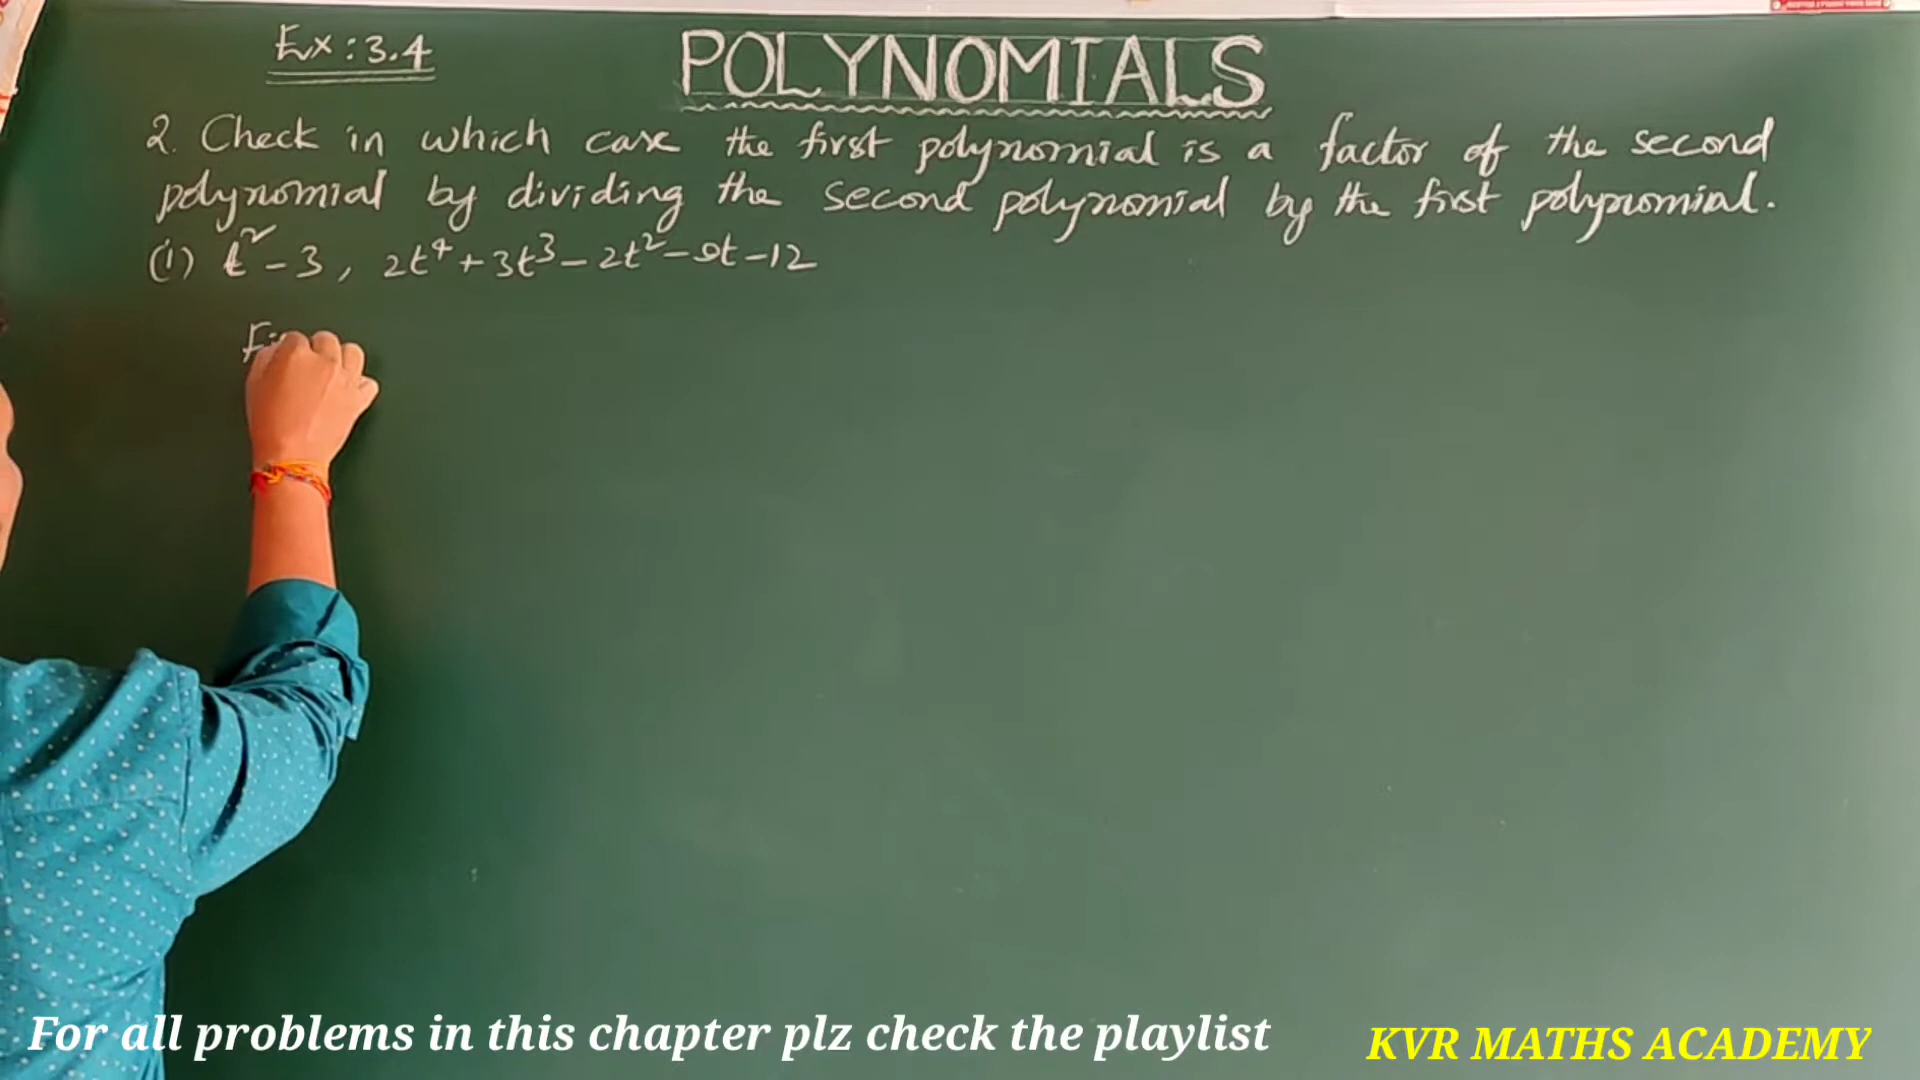 Ex : 3.4
POLYNOMIALS
2. Check in which case the first polynomial is a factor of the second
polynomial by dividing the second polynomial by the first polynomial.
(i) t² - 3, 2t⁴ + 3t³ - 2t² - 9t - 12
For all problems in this chapter plz check the playlist
KVR MATHS ACADEMY